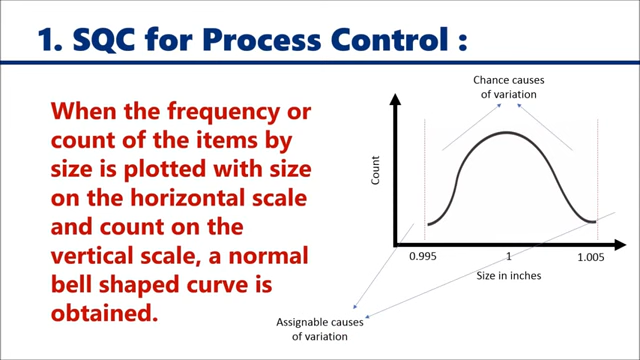 1. SQC for Process Control :
When the frequency or
count of the items by
size is plotted with size
on the horizontal scale
and count on the
vertical scale, a normal
bell shaped curve is
obtained.
Chance causes
of variation
Count
0.995
1
1.005
Size in inches
Assignable causes
of variation